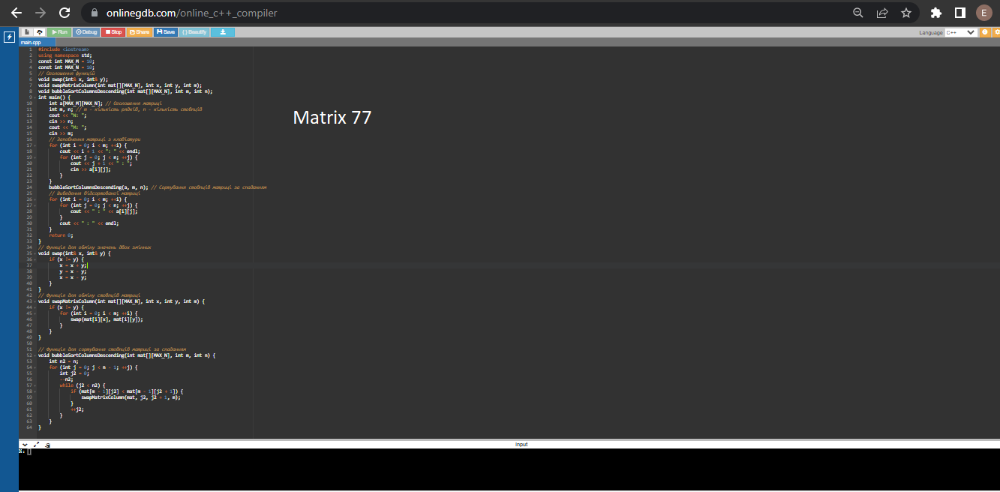 onlinegdb.com/online_c++_compiler
E
Run Debug Stop Share Save {} Beautify
Language C++
main.cpp
1 #include <iostream>
2 using namespace std;
3 const int MAX_M = 10;
4 const int MAX_N = 10;
5 // Оголошення функцій
6 void swap(int& x, int& y);
7 void swapMatrixColumn(int mat[][MAX_N], int x, int y, int m);
8 void bubbleSortColumnsDescending(int mat[][MAX_N], int m, int n);
9 int main() {
10 int a[MAX_M][MAX_N]; // Оголошення матриці
11 int m, n; // m - кількість рядків, n - кількість стовпців
12 cout << "N: ";
13 cin >> n;
14 cout << "M: ";
15 cin >> m;
16 // Заповнення матриці з клавіатури
17 for (int i = 0; i < m; ++i) {
18 cout << i + 1 << ": " << endl;
19 for (int j = 0; j < n; ++j) {
20 cout << j + 1 << " : ";
21 cin >> a[i][j];
22 }
23 }
24 bubbleSortColumnsDescending(a, m, n); // Сортування стовпців матриці за спаданням
25 // Виведення відсортованої матриці
26 for (int i = 0; i < m; ++i) {
27 for (int j = 0; j < n; ++j) {
28 cout << " : " << a[i][j];
29 }
30 cout << " : " << endl;
31 }
32 return 0;
33 }
34 // Функція для обміну значень двох змінних
35 void swap(int& x, int& y) {
36 if (x != y) {
37 x = x + y;
38 y = x - y;
39 x = x - y;
40 }
41 }
42 // Функція для обміну стовпців матриці
43 void swapMatrixColumn(int mat[][MAX_N], int x, int y, int m) {
44 if (x != y) {
45 for (int i = 0; i < m; ++i) {
46 swap(mat[i][x], mat[i][y]);
47 }
48 }
49 }
50
51 // Функція для сортування стовпців матриці за спаданням
52 void bubbleSortColumnsDescending(int mat[][MAX_N], int m, int n) {
53 int n2 = n;
54 for (int j = 0; j < n - 1; ++j) {
55 int j2 = 0;
56 --n2;
57 while (j2 < n2) {
58 if (mat[m - 1][j2] < mat[m - 1][j2 + 1]) {
59 swapMatrixColumn(mat, j2, j2 + 1, m);
60 }
61 ++j2;
62 }
63 }
64 }
Matrix 77
input
N: